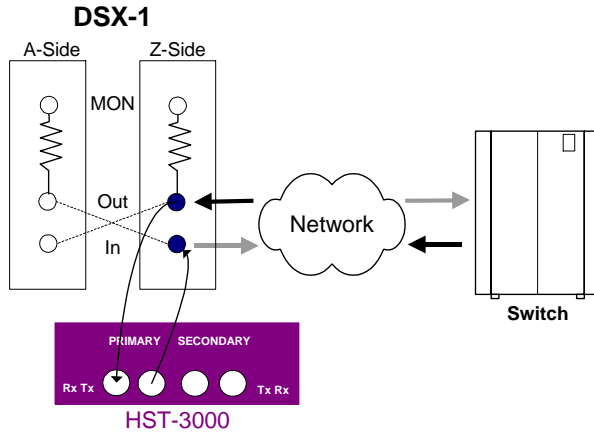 DSX-1
A-Side
Z-Side
MON
Out
In
Network
Switch
PRIMARY SECONDARY
Rx Tx
Tx Rx
HST-3000